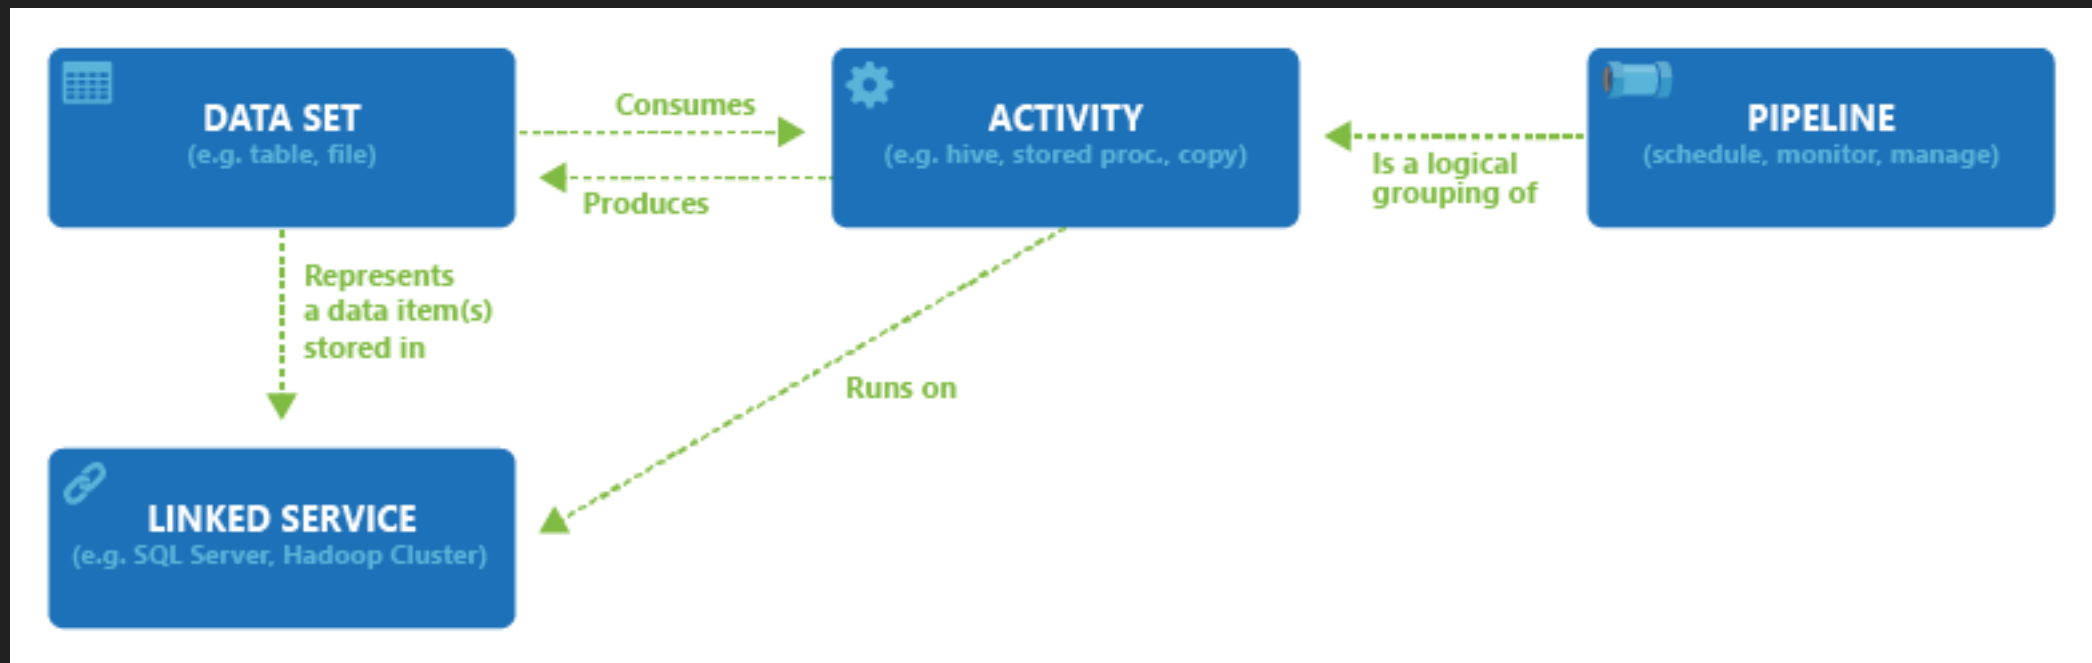 DATA SET
(e.g. table, file)
Consumes
Produces
ACTIVITY
(e.g. hive, stored proc., copy)
Is a logical
grouping of
PIPELINE
(schedule, monitor, manage)
Represents
a data item(s)
stored in
Runs on
LINKED SERVICE
(e.g. SQL Server, Hadoop Cluster)